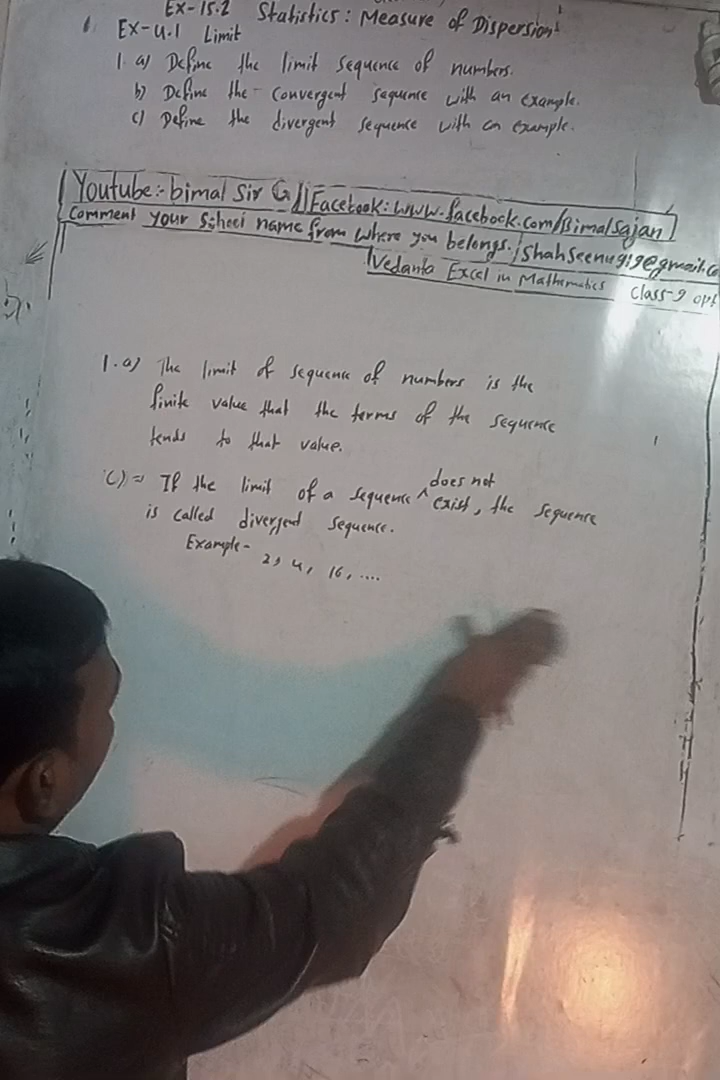 Ex-15.2 Statistics: Measure of Dispersion
Ex-4.1 Limit
1. a) Define the limit sequence of numbers.
b) Define the convergent sequence with an example.
c) Define the divergent sequence with an example.
Youtube:- bimal Sir G || Facebook: www.facebook.com/Bimalsajan
Comment your School name from where you belongs.
Vedanta Excel in Mathematics Class-9 opt
1.a) The limit of sequence of numbers is the
finite value that the terms of the sequence
tends to that value.
c) = If the limit of a sequence does not exist, the sequence
is called divergent sequence.
Example- 2, 4, 16, ....